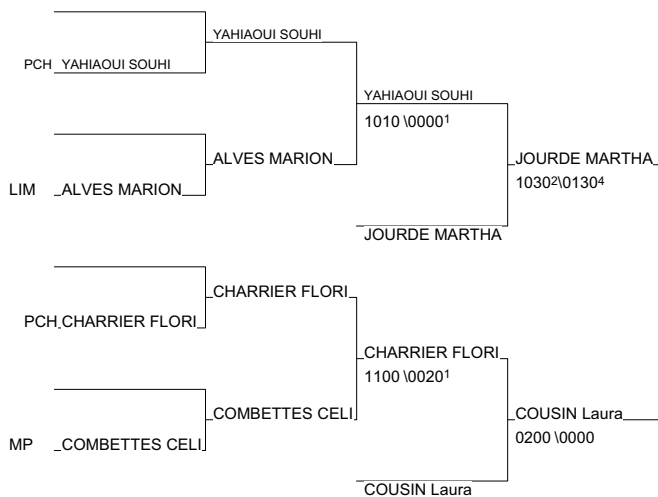 YAHIAOUI SOUHI
PCH YAHIAOUI SOUHI
YAHIAOUI SOUHI
1010 \0000¹
ALVES MARION
JOURDE MARTHA
1030²\0130⁴
LIM ALVES MARION
JOURDE MARTHA
CHARRIER FLORI
PCH CHARRIER FLORI
CHARRIER FLORI
1100 \0020¹
COMBETTES CELI
COUSIN Laura
0200 \0000
MP COMBETTES CELI
COUSIN Laura